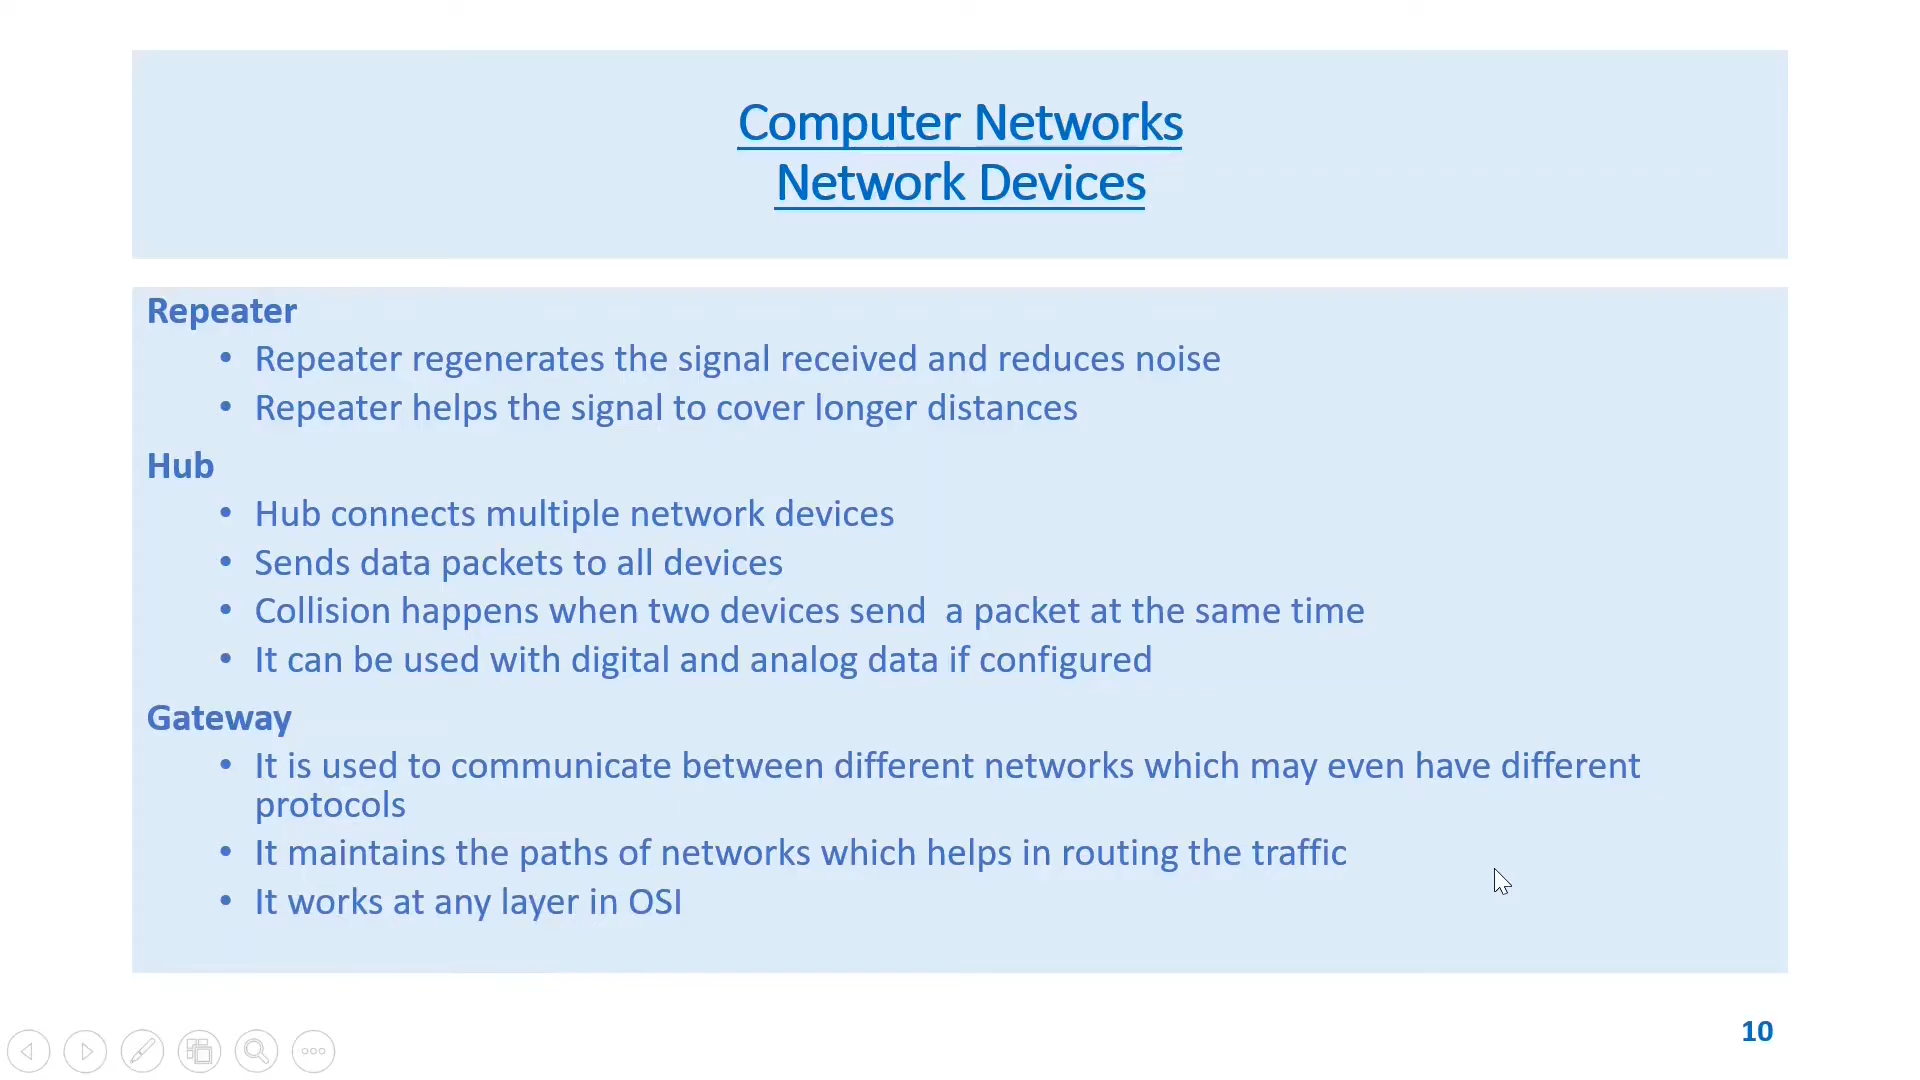 Computer Networks
Network Devices
Repeater
• Repeater regenerates the signal received and reduces noise
• Repeater helps the signal to cover longer distances
Hub
• Hub connects multiple network devices
• Sends data packets to all devices
• Collision happens when two devices send  a packet at the same time
• It can be used with digital and analog data if configured
Gateway
• It is used to communicate between different networks which may even have different
protocols
• It maintains the paths of networks which helps in routing the traffic
• It works at any layer in OSI
10